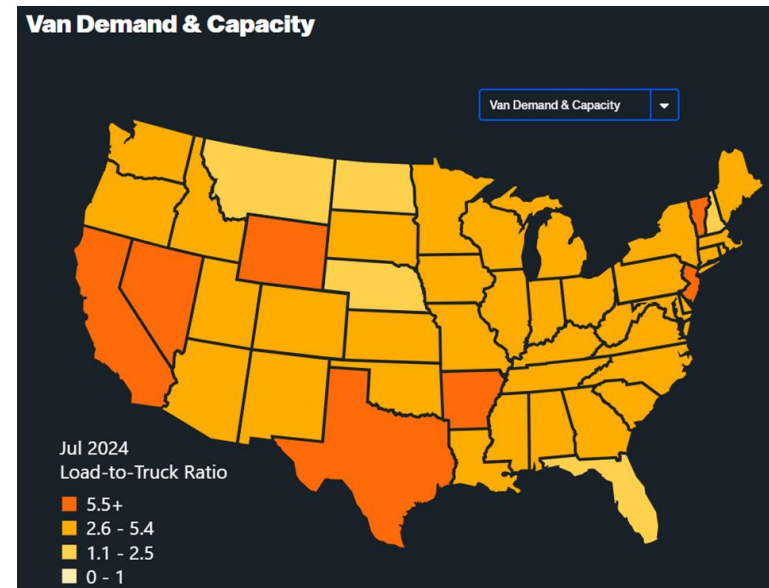 Van Demand & Capacity
Van Demand & Capacity
Jul 2024
Load-to-Truck Ratio
5.5+
2.6 - 5.4
1.1 - 2.5
0 - 1